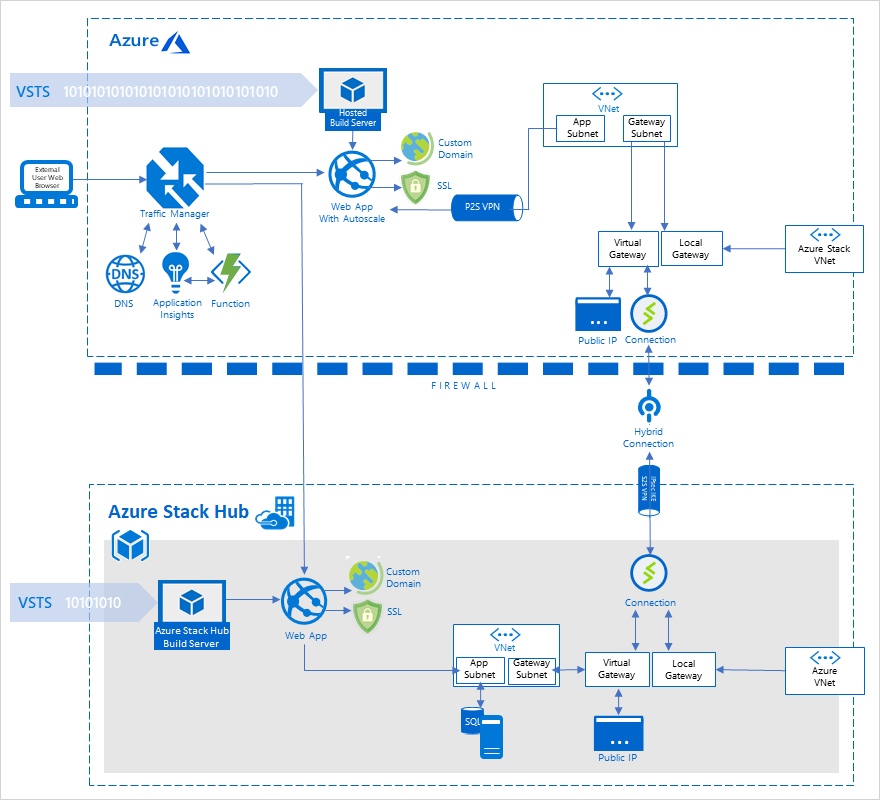 Azure
VSTS 10101010101010101010101010101010
Hosted
Build Server
VNet
App
Subnet
Gateway
Subnet
Custom
Domain
External
User Web
Browser
SSL
Web App
With Autoscale
P2S VPN
Traffic Manager
Virtual
Gateway
Local
Gateway
Azure Stack
VNet
DNS
DNS
Application
Insights
Function
Public IP
Connection
FIREWALL
Hybrid
Connection
S2S VPN
Azure Stack Hub
Custom
Domain
VSTS 10101010
SSL
Connection
Azure Stack Hub
Build Server
Web App
VNet
App
Subnet
Gateway
Subnet
Virtual
Gateway
Local
Gateway
Azure
VNet
SQL
Public IP